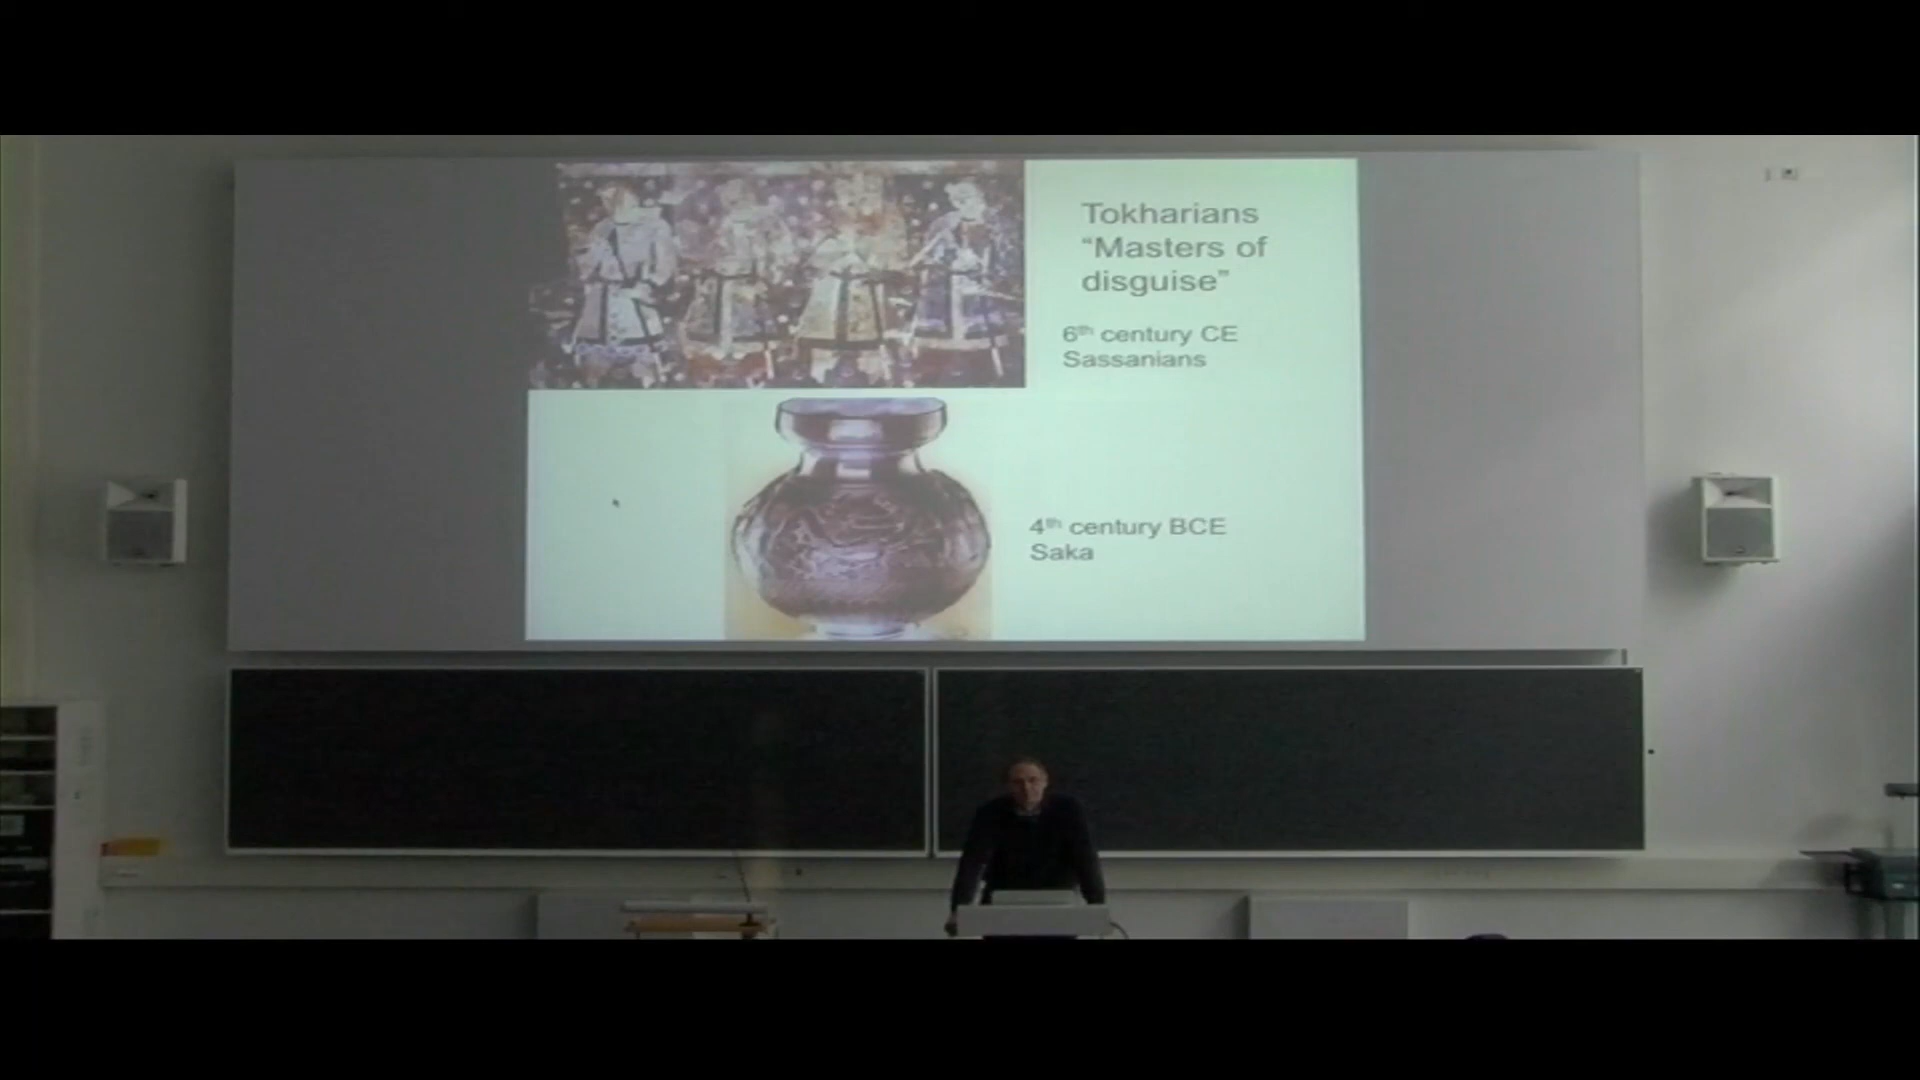 Tokharians
“Masters of
disguise”
6th century CE
Sassanians
4th century BCE
Saka